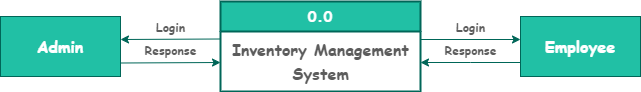 0.0
Login
Login
Admin
Response
Inventory Management
System
Response
Employee